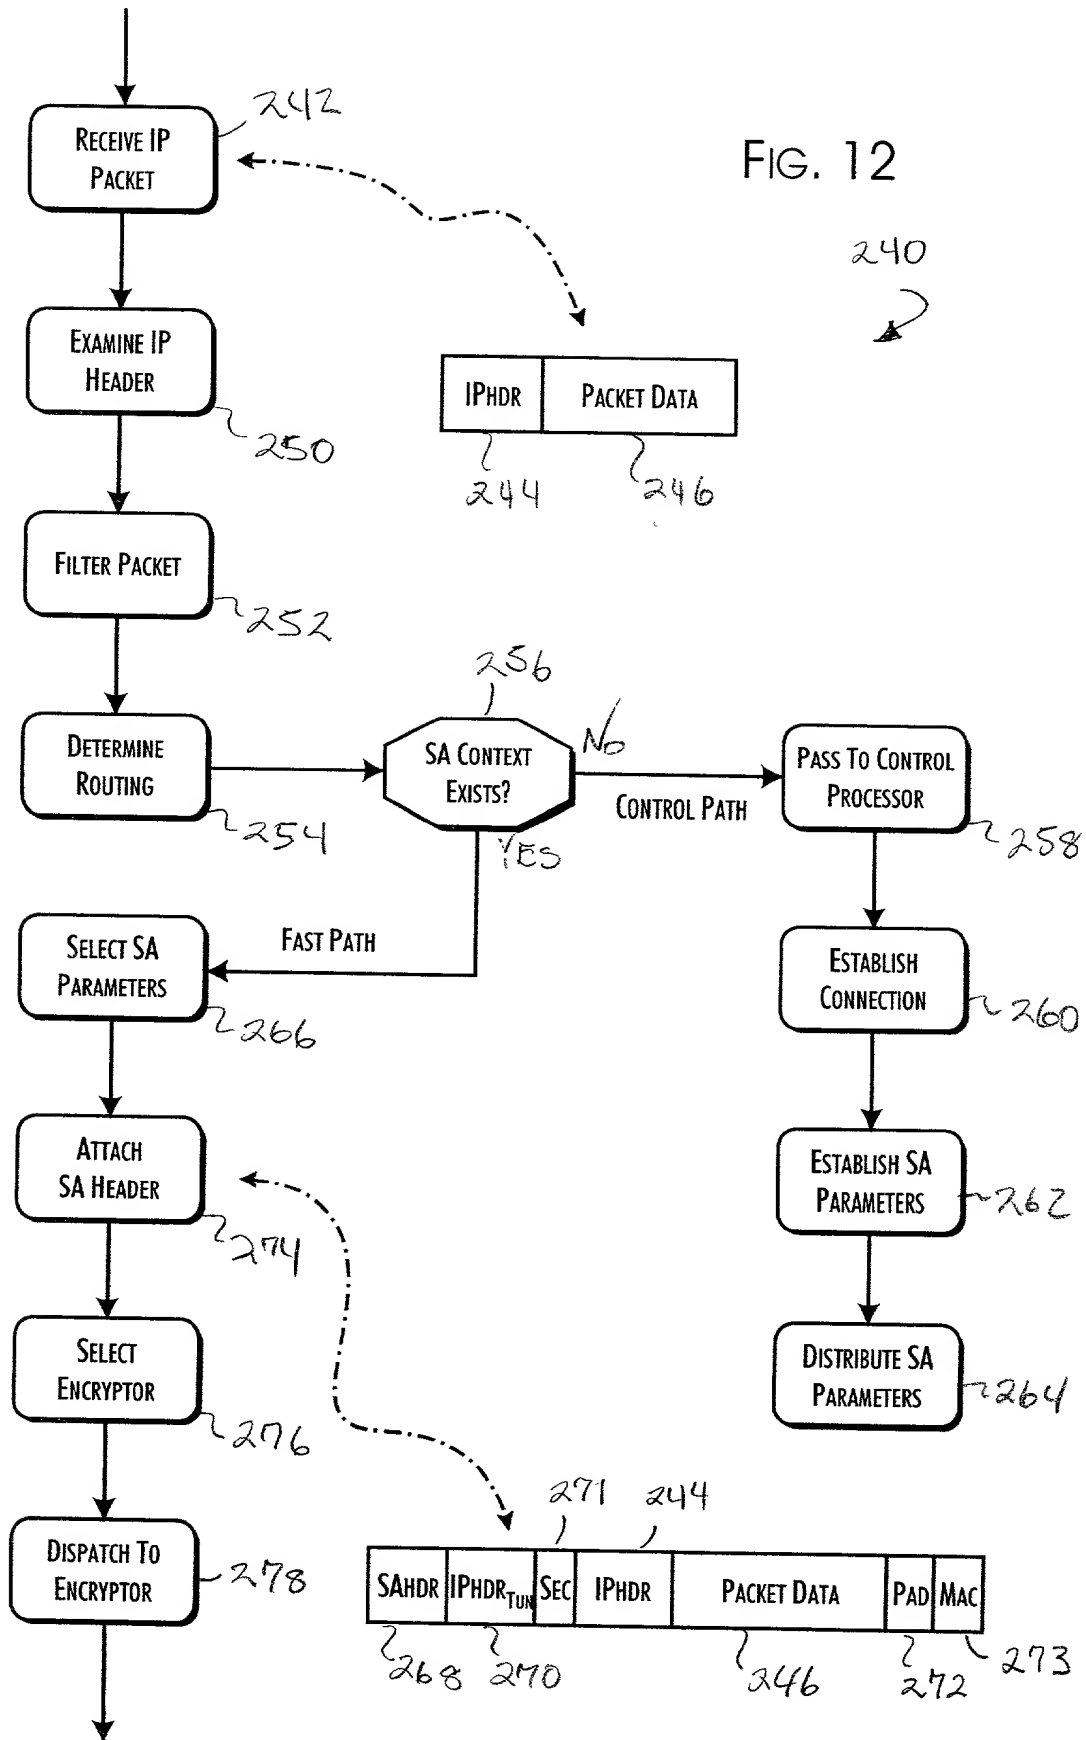 242
RECEIVE IP
PACKET
FIG. 12
240
EXAMINE IP
HEADER
250
IPHDR PACKET DATA
244 246
FILTER PACKET
252
256
DETERMINE
ROUTING
254
SA CONTEXT
EXISTS?
NO
YES
CONTROL PATH
PASS TO CONTROL
PROCESSOR
258
FAST PATH
SELECT SA
PARAMETERS
266
ESTABLISH
CONNECTION
260
ATTACH
SA HEADER
274
ESTABLISH SA
PARAMETERS
262
SELECT
ENCRYPTOR
276
DISTRIBUTE SA
PARAMETERS
264
271 244
DISPATCH TO
ENCRYPTOR
278
SAHDR IPHDRTUN SEC IPHDR PACKET DATA PAD MAC
268 270 246 272 273